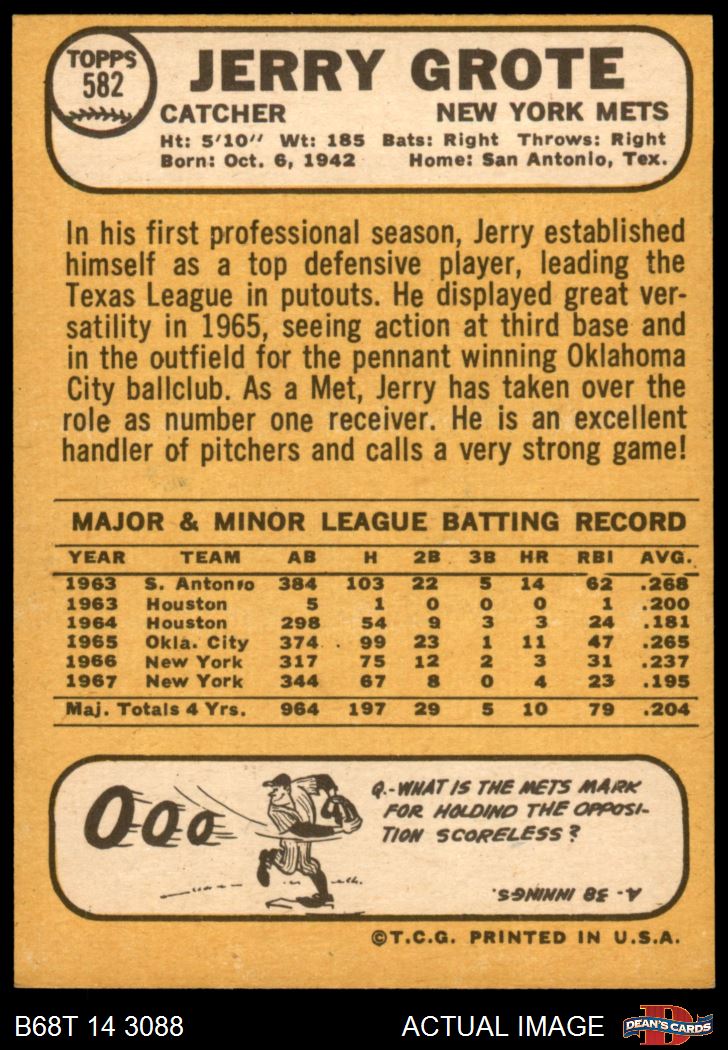 TOPPS
582
JERRY GROTE
CATCHER NEW YORK METS
Ht: 5'10" Wt: 185 Bats: Right Throws: Right
Born: Oct. 6, 1942 Home: San Antonio, Tex.
In his first professional season, Jerry established
himself as a top defensive player, leading the
Texas League in putouts. He displayed great ver-
satility in 1965, seeing action at third base and
in the outfield for the pennant winning Oklahoma
City ballclub. As a Met, Jerry has taken over the
role as number one receiver. He is an excellent
handler of pitchers and calls a very strong game!
MAJOR & MINOR LEAGUE BATTING RECORD
YEAR TEAM AB H 2B 3B HR RBI AVG.
1963 S. Antonio 384 103 22 5 14 62 .268
1963 Houston 5 1 0 0 0 1 .200
1964 Houston 298 54 9 3 3 24 .181
1965 Okla. City 374 99 23 1 11 47 .265
1966 New York 317 75 12 2 3 31 .237
1967 New York 344 67 8 0 4 23 .195
Maj. Totals 4 Yrs. 964 197 29 5 10 79 .204
000
Q.-WHAT IS THE METS MARK
FOR HOLDIND THE OPPOSI-
TION SCORELESS?
A - 38 INNINGS.
©T.C.G. PRINTED IN U.S.A.
B68T 14 3088 ACTUAL IMAGE D DEAN'S CARDS